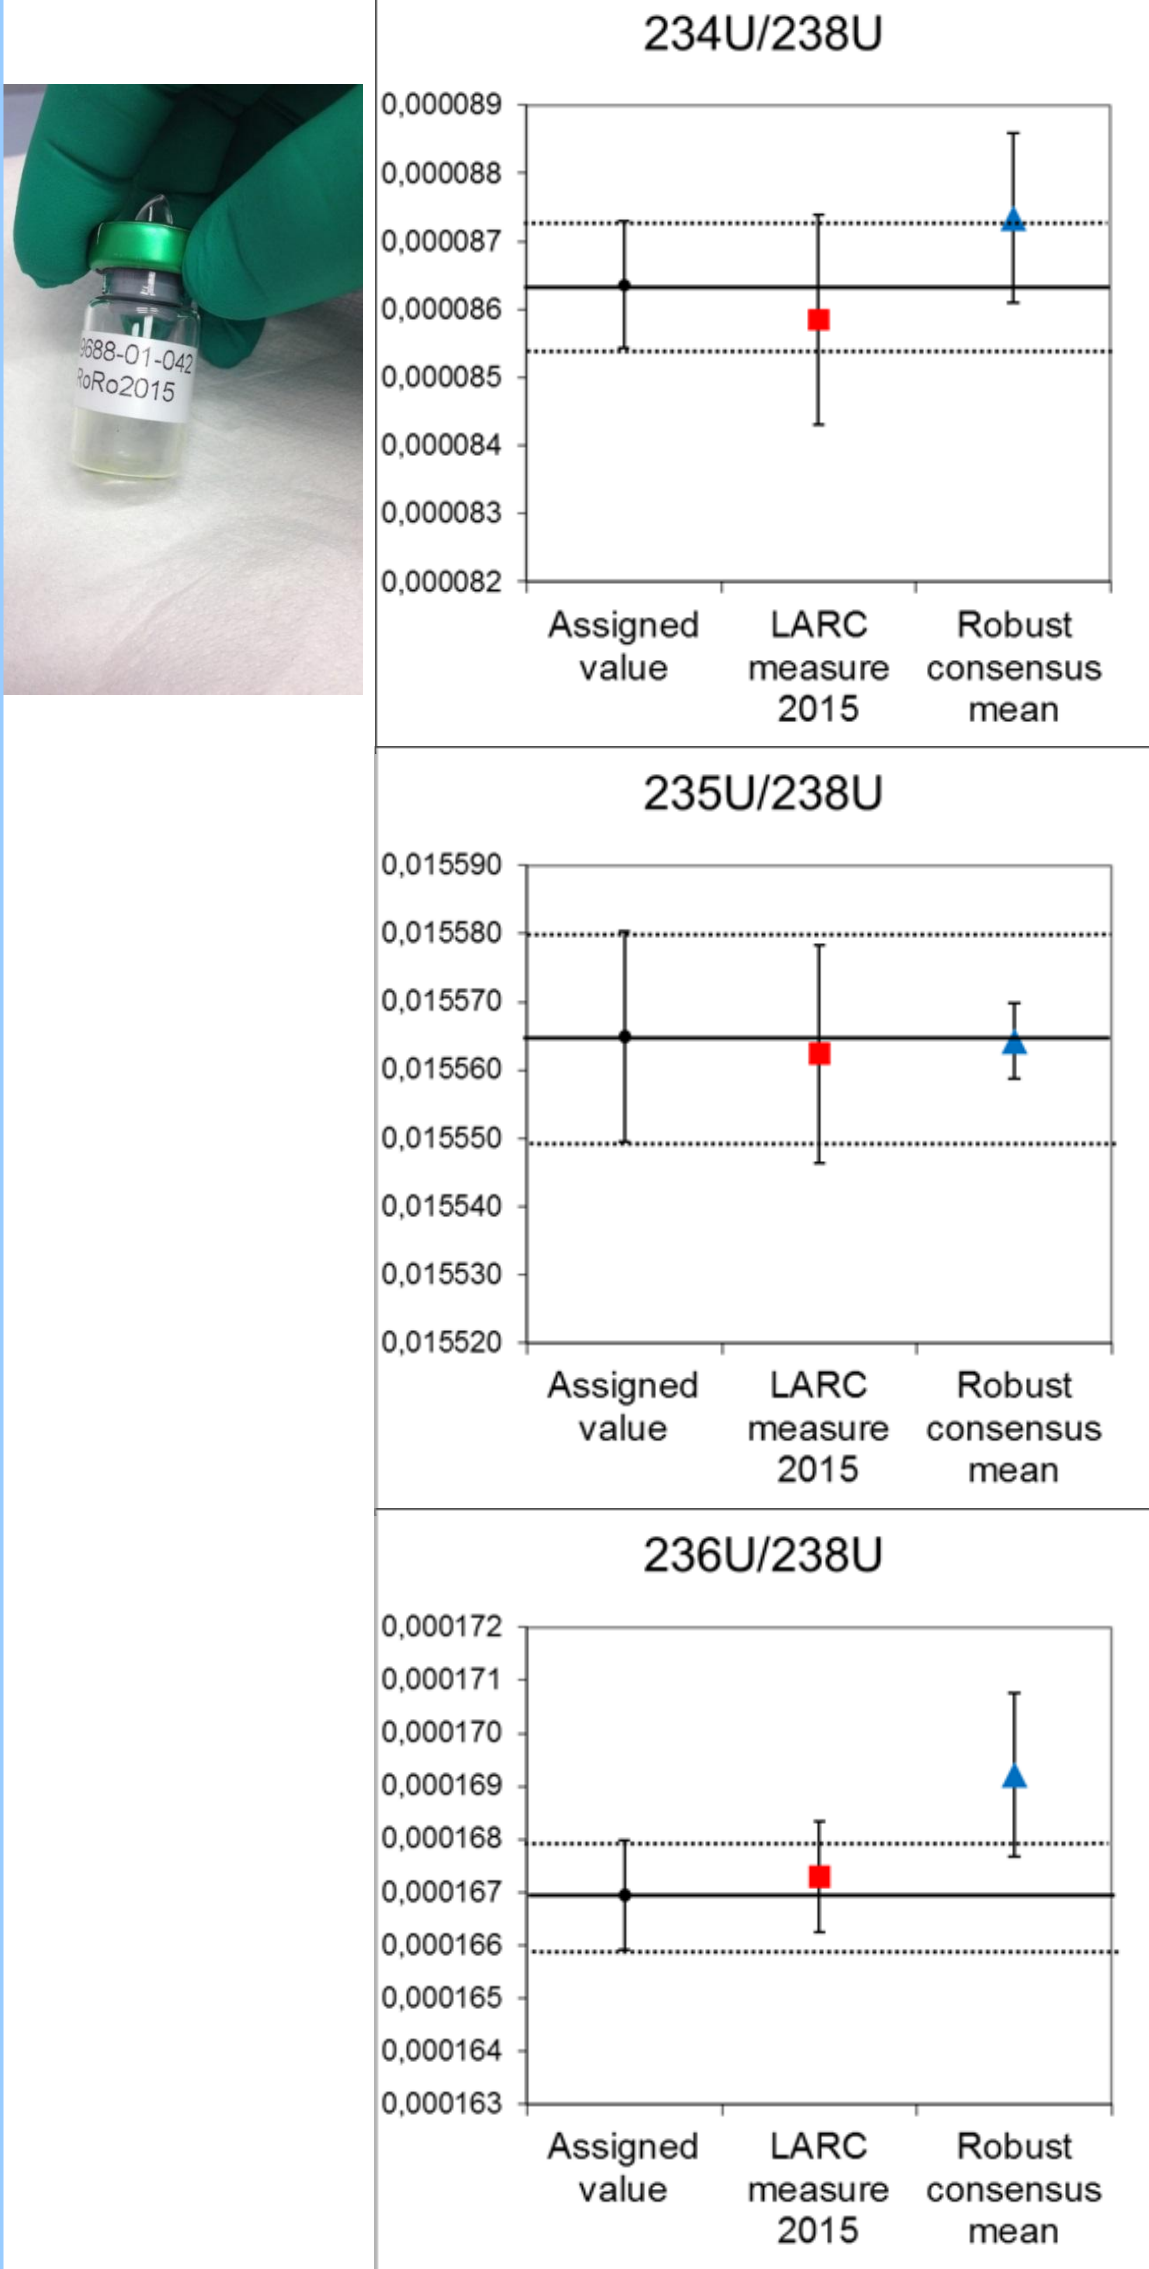 9688-01-042
RoRo2015
234U/238U
0,000089
0,000088
0,000087
0,000086
0,000085
0,000084
0,000083
0,000082
Assigned value
LARC measure 2015
Robust consensus mean
235U/238U
0,015590
0,015580
0,015570
0,015560
0,015550
0,015540
0,015530
0,015520
Assigned value
LARC measure 2015
Robust consensus mean
236U/238U
0,000172
0,000171
0,000170
0,000169
0,000168
0,000167
0,000166
0,000165
0,000164
0,000163
Assigned value
LARC measure 2015
Robust consensus mean